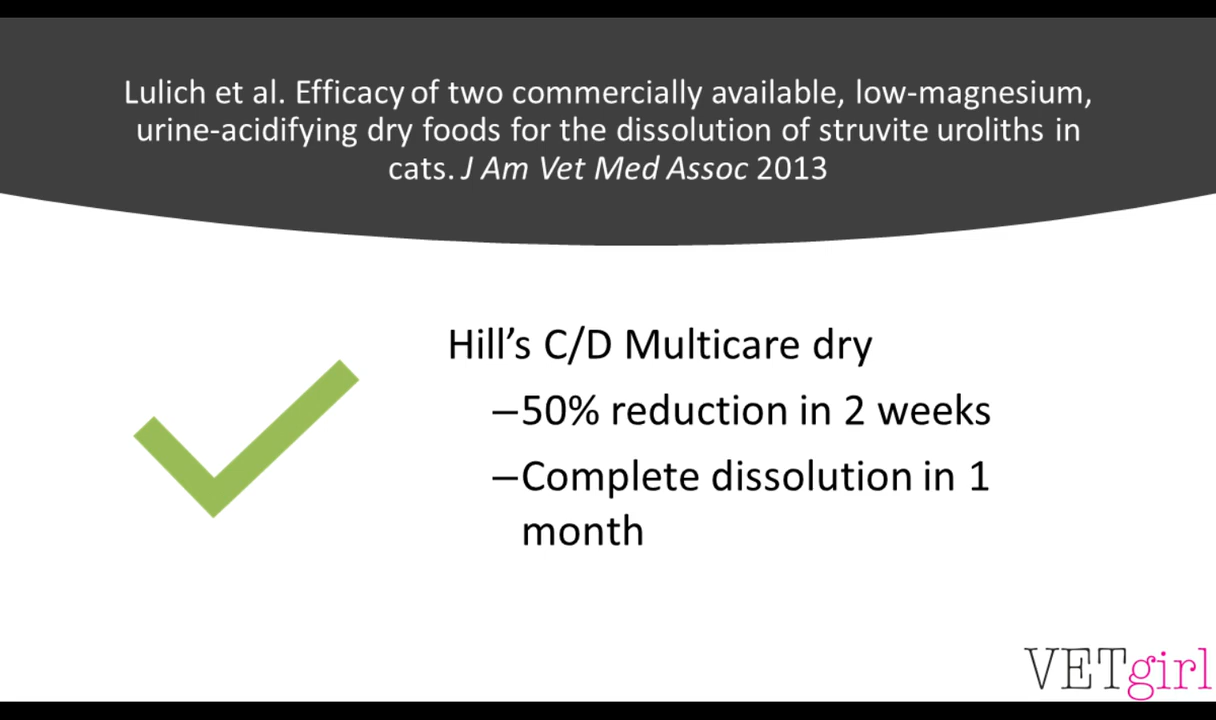 Lulich et al. Efficacy of two commercially available, low-magnesium,
urine-acidifying dry foods for the dissolution of struvite uroliths in
cats. J Am Vet Med Assoc 2013
Hill’s C/D Multicare dry
–50% reduction in 2 weeks
–Complete dissolution in 1
month
VETgirl